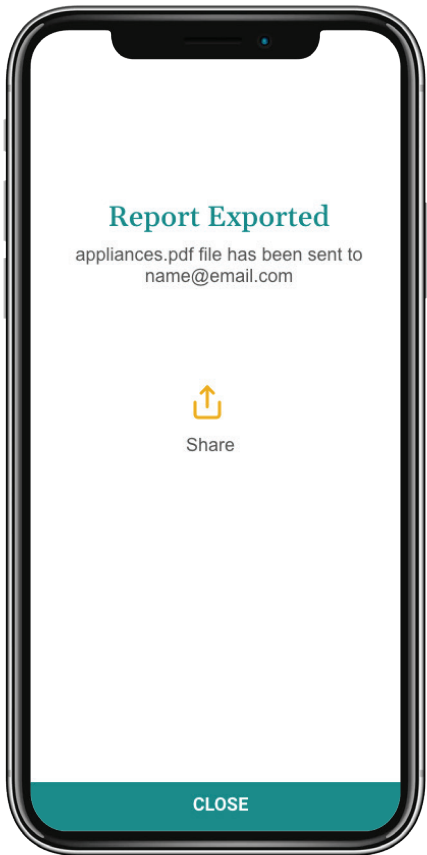 Report Exported
appliances.pdf file has been sent to
name@email.com
Share
CLOSE